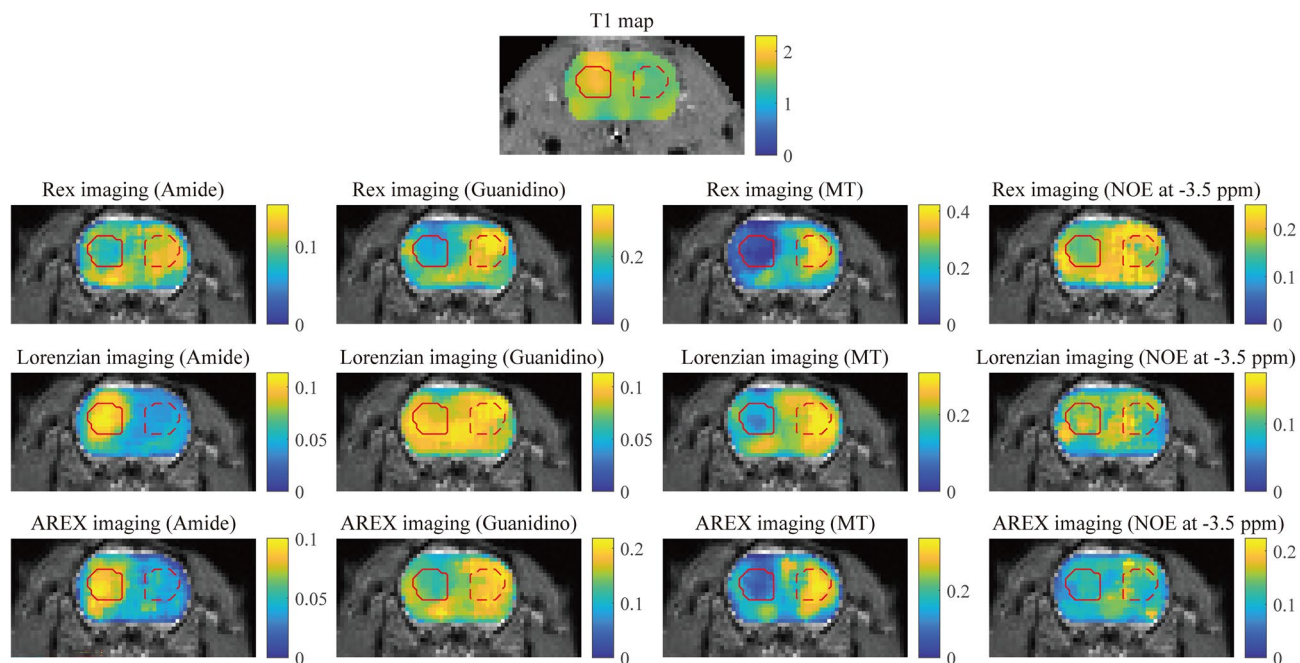 T1 map
2
1
0
Rex imaging (Amide)
0.1
0
Rex imaging (Guanidino)
0.2
0
Rex imaging (MT)
0.4
0.2
0
Rex imaging (NOE at -3.5 ppm)
0.2
0.1
0
Lorenzian imaging (Amide)
0.1
0.05
0
Lorenzian imaging (Guanidino)
0.1
0.05
0
Lorenzian imaging (MT)
0.2
0
Lorenzian imaging (NOE at -3.5 ppm)
0.1
0
AREX imaging (Amide)
0.1
0.05
0
AREX imaging (Guanidino)
0.2
0.1
0
AREX imaging (MT)
0.2
0
AREX imaging (NOE at -3.5 ppm)
0.2
0.1
0